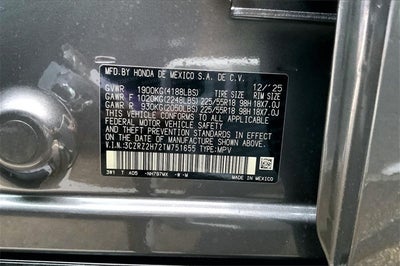 MFD.BY HONDA DE MEXICO S.A. DE C.V. 12/'25
GVWR 1900KG(4188LBS) TIRE SIZE RIM SIZE
GAWR F 1020KG(2248LBS) 225/55R18 98H 18X7.0J
GAWR R 930KG(2050LBS) 225/55R18 98H 18X7.0J
THIS VEHICLE CONFORMS TO ALL APPLICABLE
FEDERAL MOTOR VEHICLE SAFETY STANDARDS IN EFFECT
ON THE DATE OF MANUFACTURE SHOWN ABOVE.
V.I.N.:3CZRZ2H72TM751655 TYPE:MPV
3W1 T A05 -NH797MX -W -M
MADE IN MEXICO